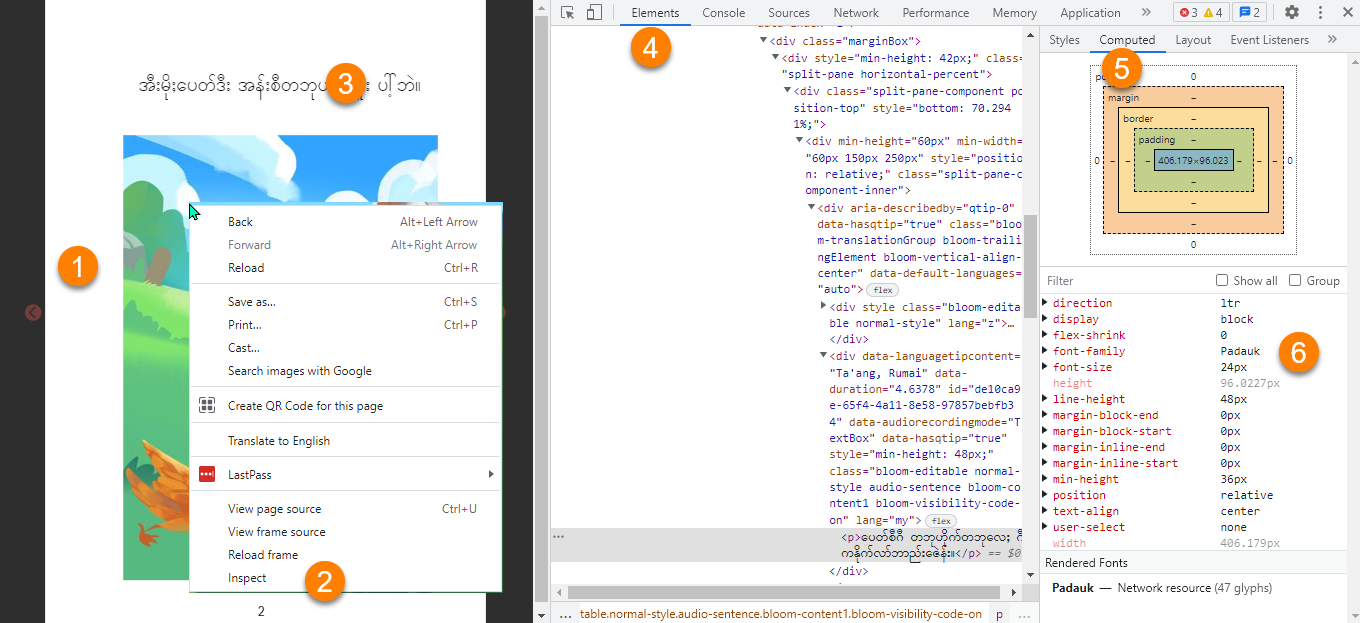 အီးမိုးပေတ်ဒီး အန်းစီတဘုယ
း ပါ့်ဘဲ။
3
1
Back Alt+Left Arrow
Forward Alt+Right Arrow
Reload Ctrl+R
Save as... Ctrl+S
Print... Ctrl+P
Cast...
Search images with Google
Create QR Code for this page
Translate to English
LastPass
View page source Ctrl+U
View frame source
Reload frame
Inspect
2
2
Elements Console Sources Network Performance Memory Application » 3 4 2
4
<div class="marginBox">
<div style="min-height: 42px;" clas
"split-pane horizontal-percent">
<div class="split-pane-component po
sition-top" style="bottom: 70.294
1%;">
<div min-height="60px" min-width=
"60px 150px 250px" style="positio
n: relative;" class="split-pane-c
omponent-inner">
<div aria-describedby="qtip-0"
data-hasqtip="true" class="bloo
m-translationGroup bloom-traili
ngElement bloom-vertical-align-
center" data-default-languages=
"auto"> flex
<div style class="bloom-edita
ble normal-style" lang="z">…
</div>
<div data-languagetipcontent=
"Ta'ang, Rumai" data-
duration="4.6378" id="de10ca9
e-65f4-4a11-8e58-97857bebfb3
4" data-audiorecordingmode="T
extBox" data-hasqtip="true"
style="min-height: 48px;"
class="bloom-editable normal-
style audio-sentence bloom-co
ntent1 bloom-visibility-code-
on" lang="my"> flex
… <p>ပေတ်စီဂီ တဘုဟိုက်တဘုလေး
</p> == $0
</div>
... table.normal-style.audio-sentence.bloom-content1.bloom-visibility-code-on p ...
Styles Computed Layout Event Listeners »
5
0
margin –
border –
padding –
0 – – – 406.179×96.023 – – – 0
–
–
–
0
Filter Show all Group
direction ltr
display block
flex-shrink 0
font-family Padauk
6
font-size 24px
height 96.0227px
line-height 48px
margin-block-end 0px
margin-block-start 0px
margin-inline-end 0px
margin-inline-start 0px
min-height 36px
position relative
text-align center
user-select none
width 406.179px
Rendered Fonts
Padauk — Network resource (47 glyphs)